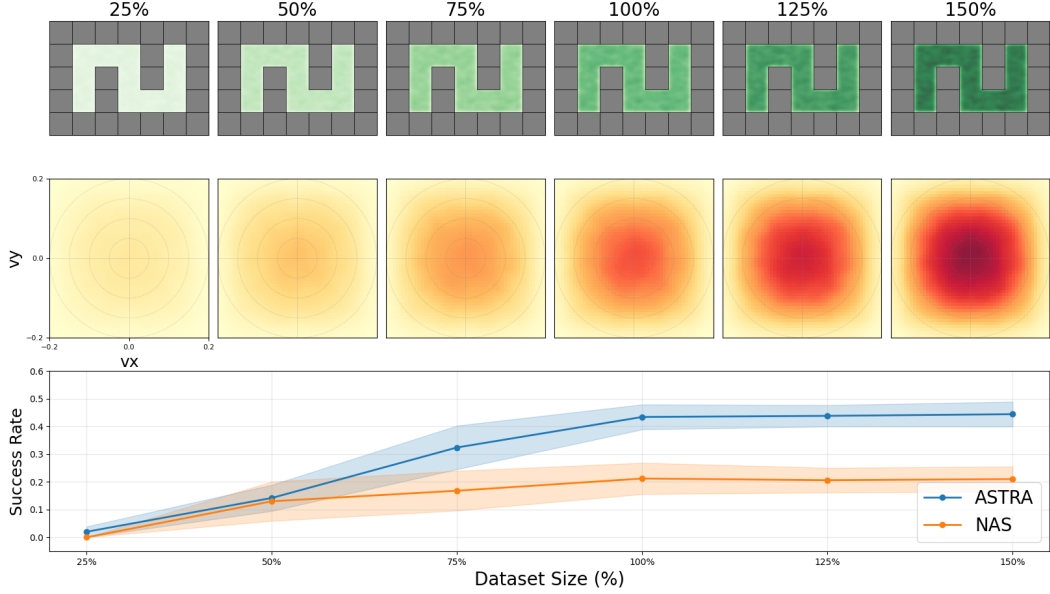 25% 50% 75% 100% 125% 150%
0.2
vy
0.0
−0.2
−0.2 0.0 0.2
vx
0.6
0.5
0.4
0.3
0.2
0.1
0.0
Success Rate
ASTRA
NAS
25% 50% 75% 100% 125% 150%
Dataset Size (%)